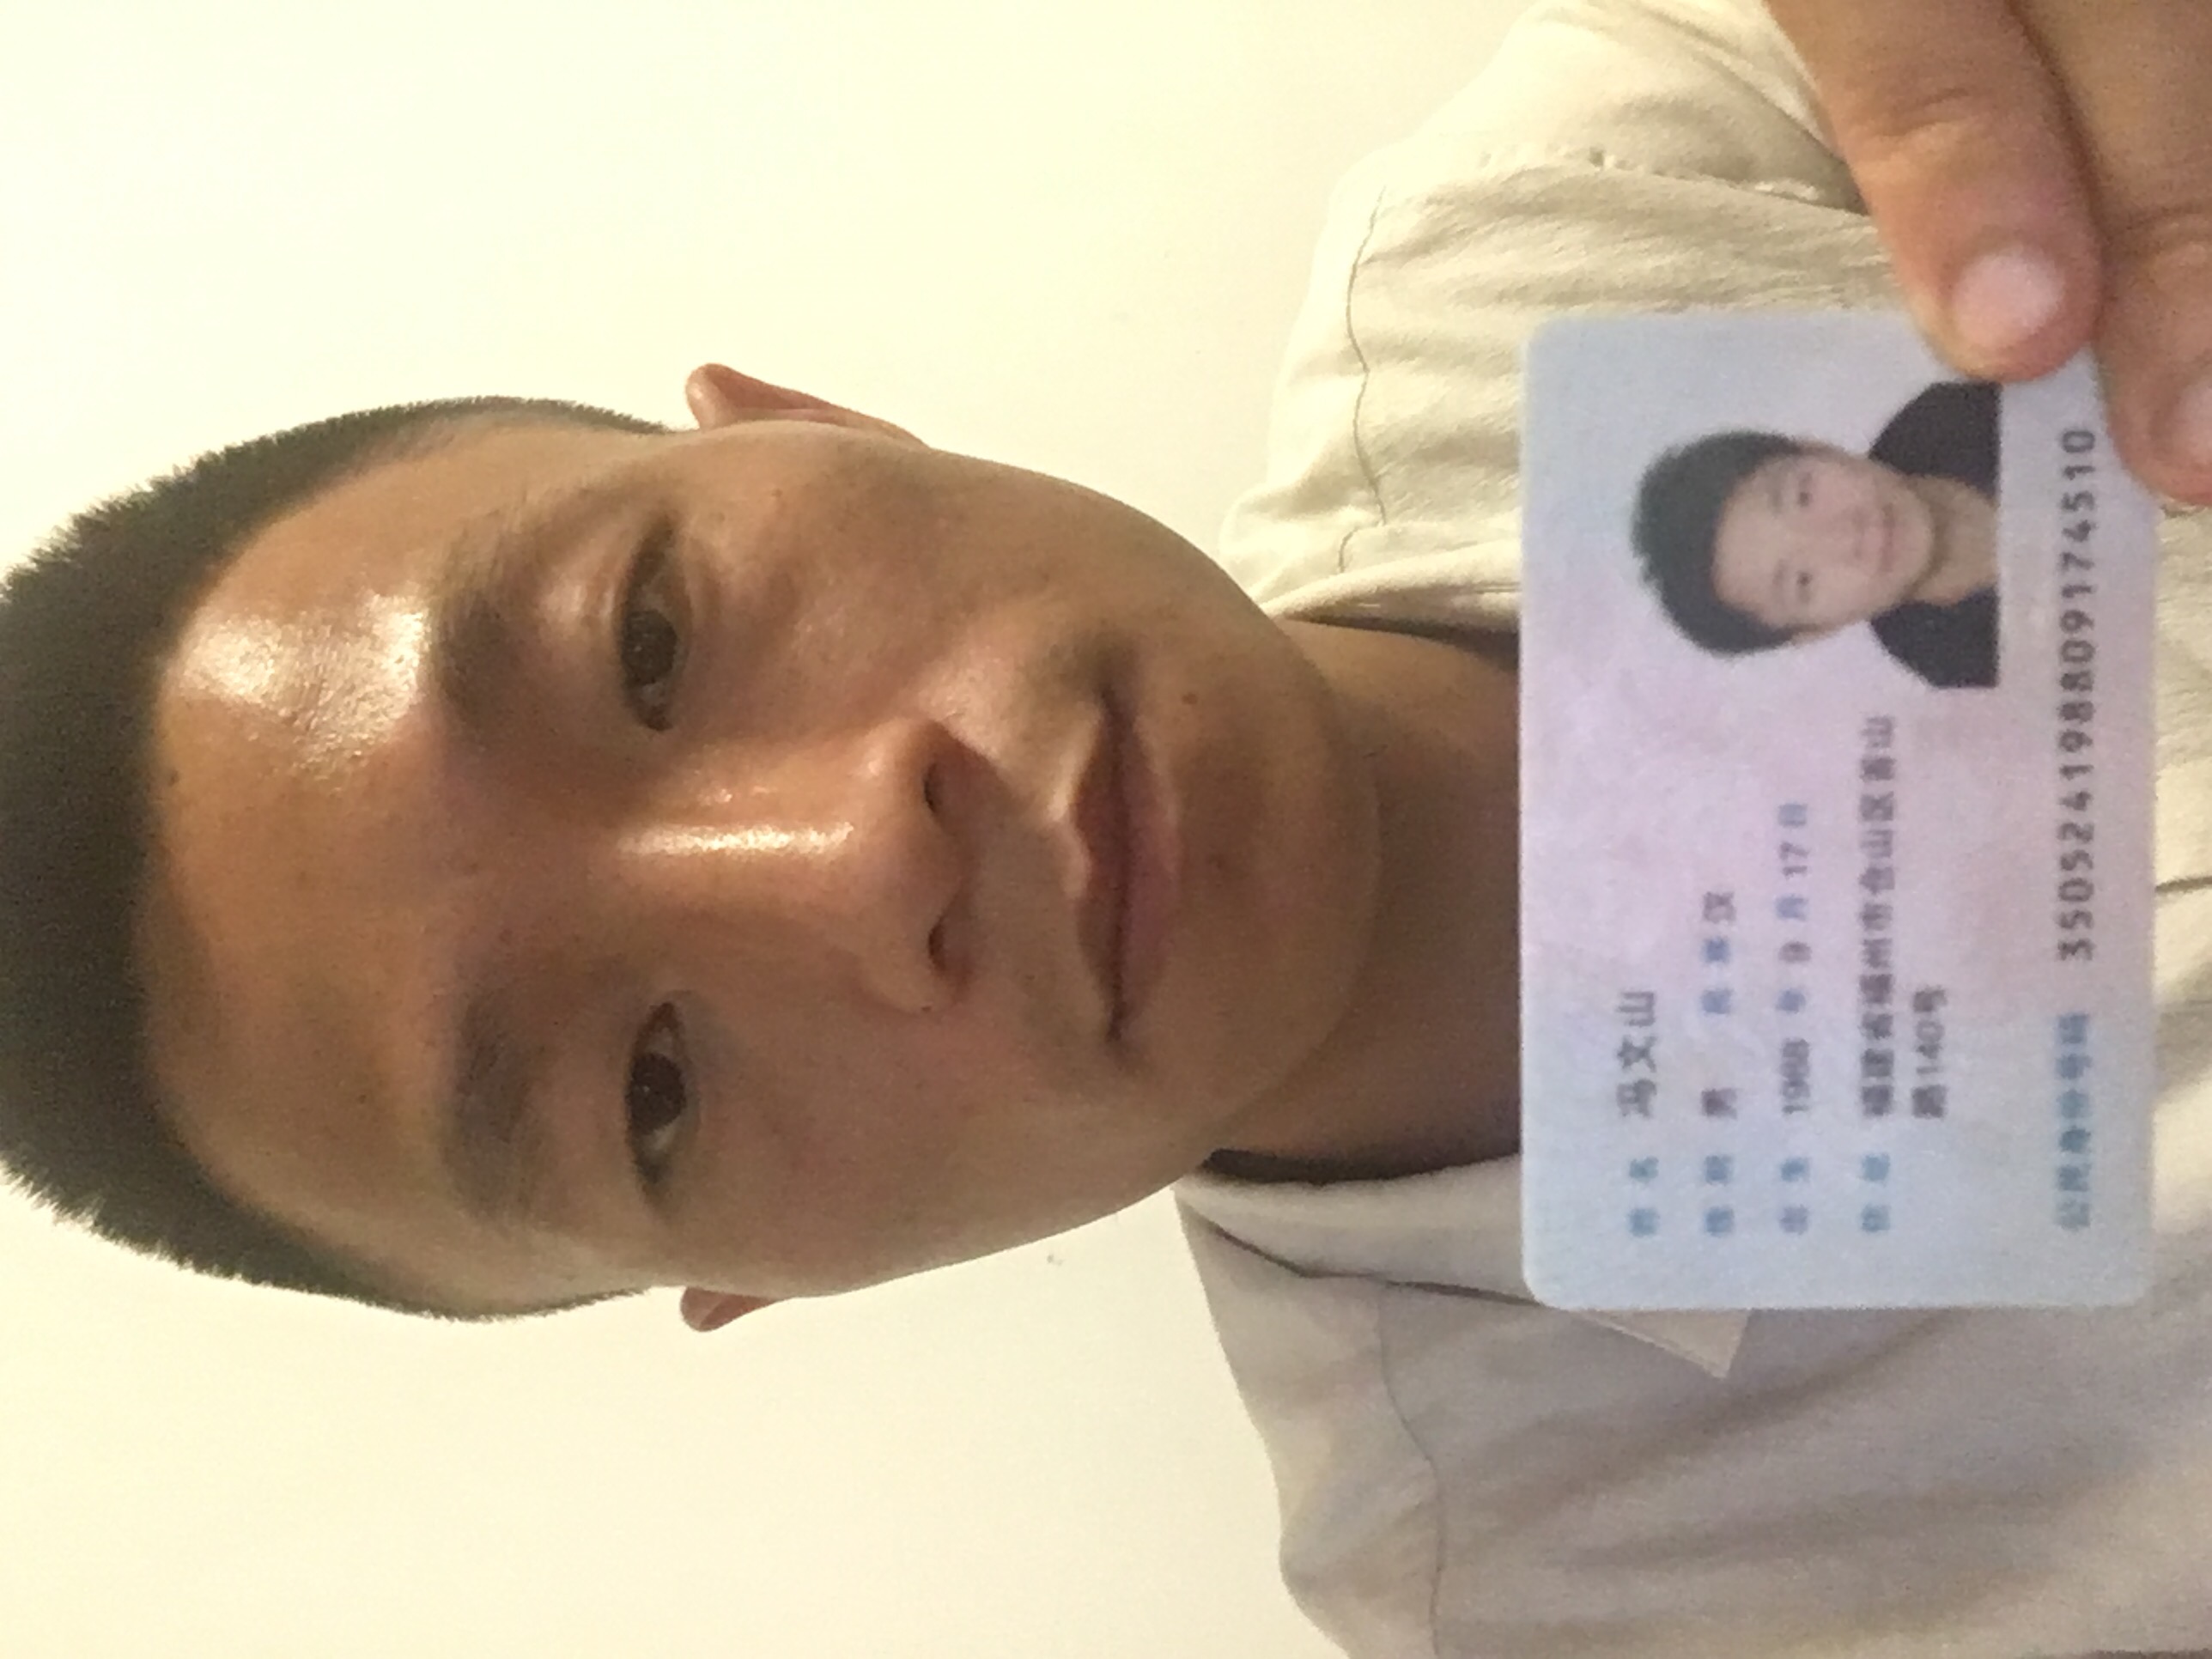 姓名 冯文山
性别 男 民族 汉
出生 1988 年 9 月 17 日
住址 福建省福州市仓山区首山
路140号
公民身份号码 350524198809174510